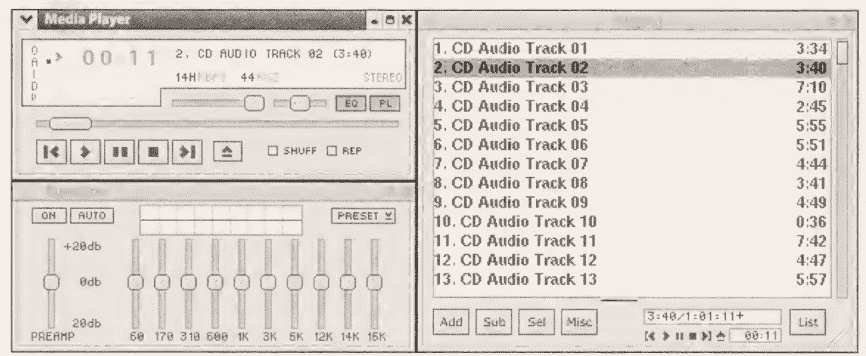 Media Player
00 11
2. CD AUDIO TRACK 02 (3:40)
14H
44
STEREO
EQ PL
SHUFF REP
ON AUTO
PRESET
+20db
0db
20db
PREAMP
60 170 310 600 1K 3K 6K 12K 14K 16K
1. CD Audio Track 01 3:34
2. CD Audio Track 02 3:40
3. CD Audio Track 03 7:10
4. CD Audio Track 04 2:45
5. CD Audio Track 05 5:55
6. CD Audio Track 06 5:51
7. CD Audio Track 07 4:44
8. CD Audio Track 08 3:41
9. CD Audio Track 09 4:49
10. CD Audio Track 10 0:36
11. CD Audio Track 11 7:42
12. CD Audio Track 12 4:47
13. CD Audio Track 13 5:57
Add Sub Sel Misc
3:40/1:01:11+
00:11
List